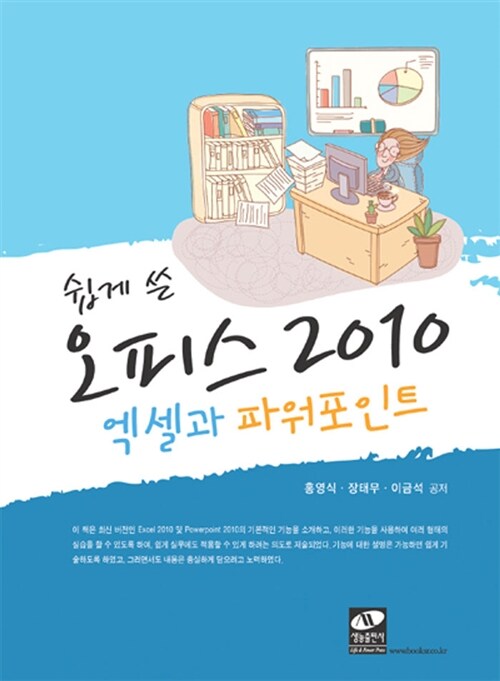 쉽게 쓴
오피스 2010
엑셀과 파워포인트
홍영식 · 장태무 · 이금석 공저
이 책은 최신 버전인 Excel 2010 및 Powerpoint 2010의 기본적인 기능을 소개하고, 이러한 기능을 사용하여 여러 형태의
실습을 할 수 있도록 하며, 쉽게 실무에도 적용할 수 있게 하려는 의도로 저술되었다. 기능에 대한 설명은 가능하면 쉽게 기
술하도록 하였고, 그러면서도 내용은 충실하게 담으려고 노력하였다.
생능출판사
Life & Power Press
www.booksr.co.kr